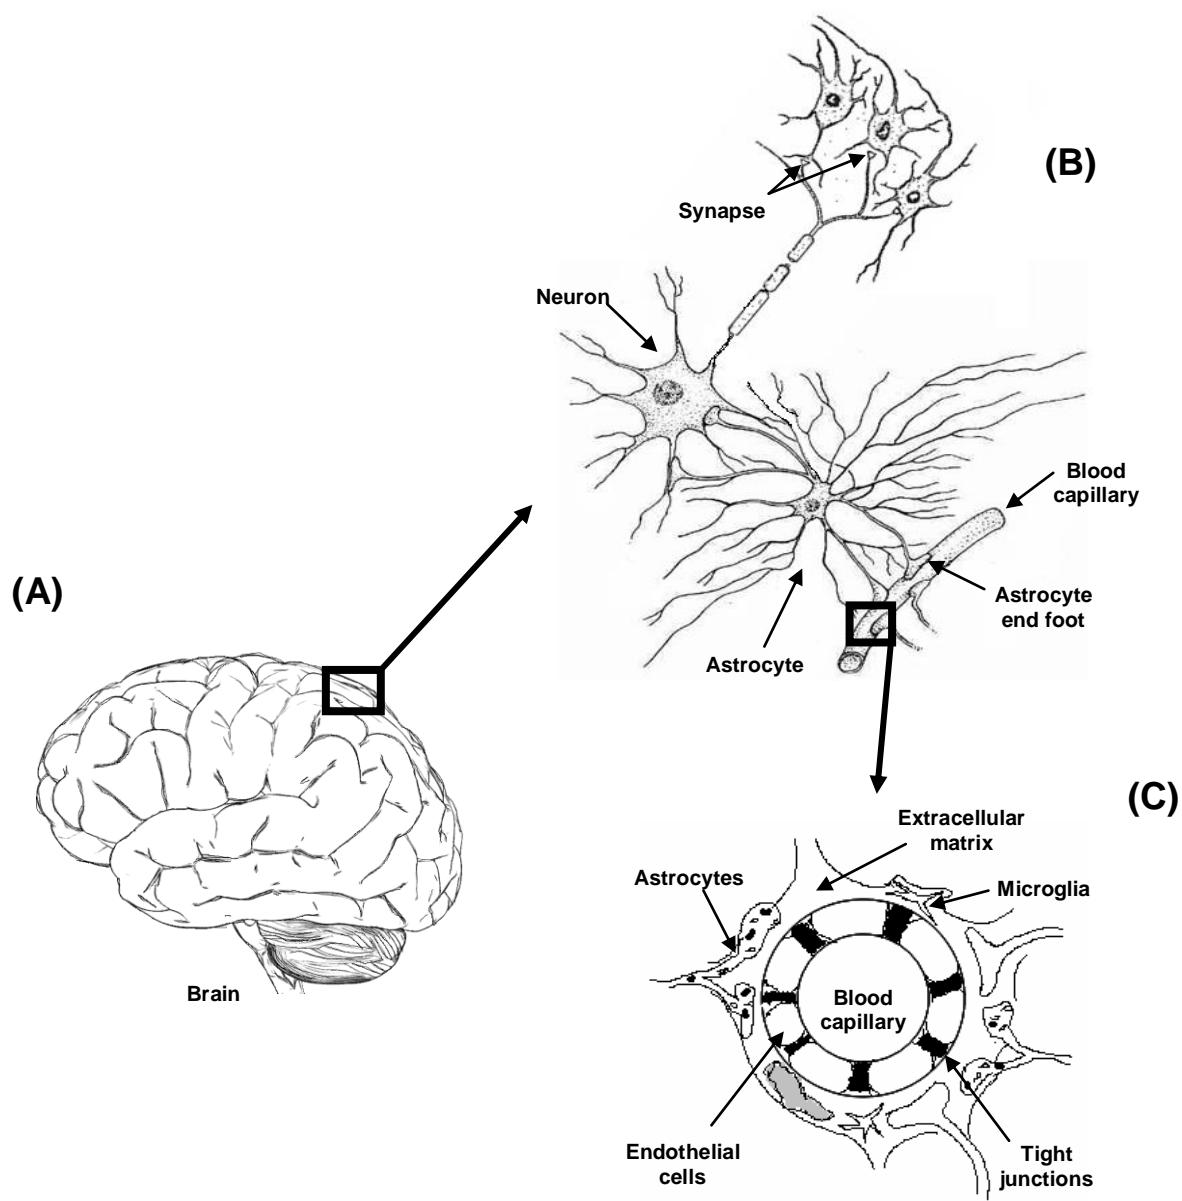 (B)
Synapse
Neuron
Blood
capillary
(A)
Astrocyte
end foot
Astrocyte
(C)
Extracellular
matrix
Astrocytes
Microglia
Brain
Blood
capillary
Endothelial
cells
Tight
junctions